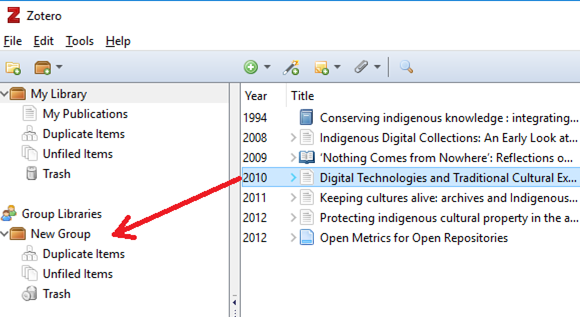 Zotero
File Edit Tools Help
My Library
My Publications
Duplicate Items
Unfiled Items
Trash
Group Libraries
New Group
Duplicate Items
Unfiled Items
Trash
Year Title
1994 Conserving indigenous knowledge : integrating...
2008 Indigenous Digital Collections: An Early Look at...
2009 ‘Nothing Comes from Nowhere’: Reflections o...
2010 Digital Technologies and Traditional Cultural Ex...
2011 Keeping cultures alive: archives and Indigenous...
2012 Protecting indigenous cultural property in the a...
2012 Open Metrics for Open Repositories